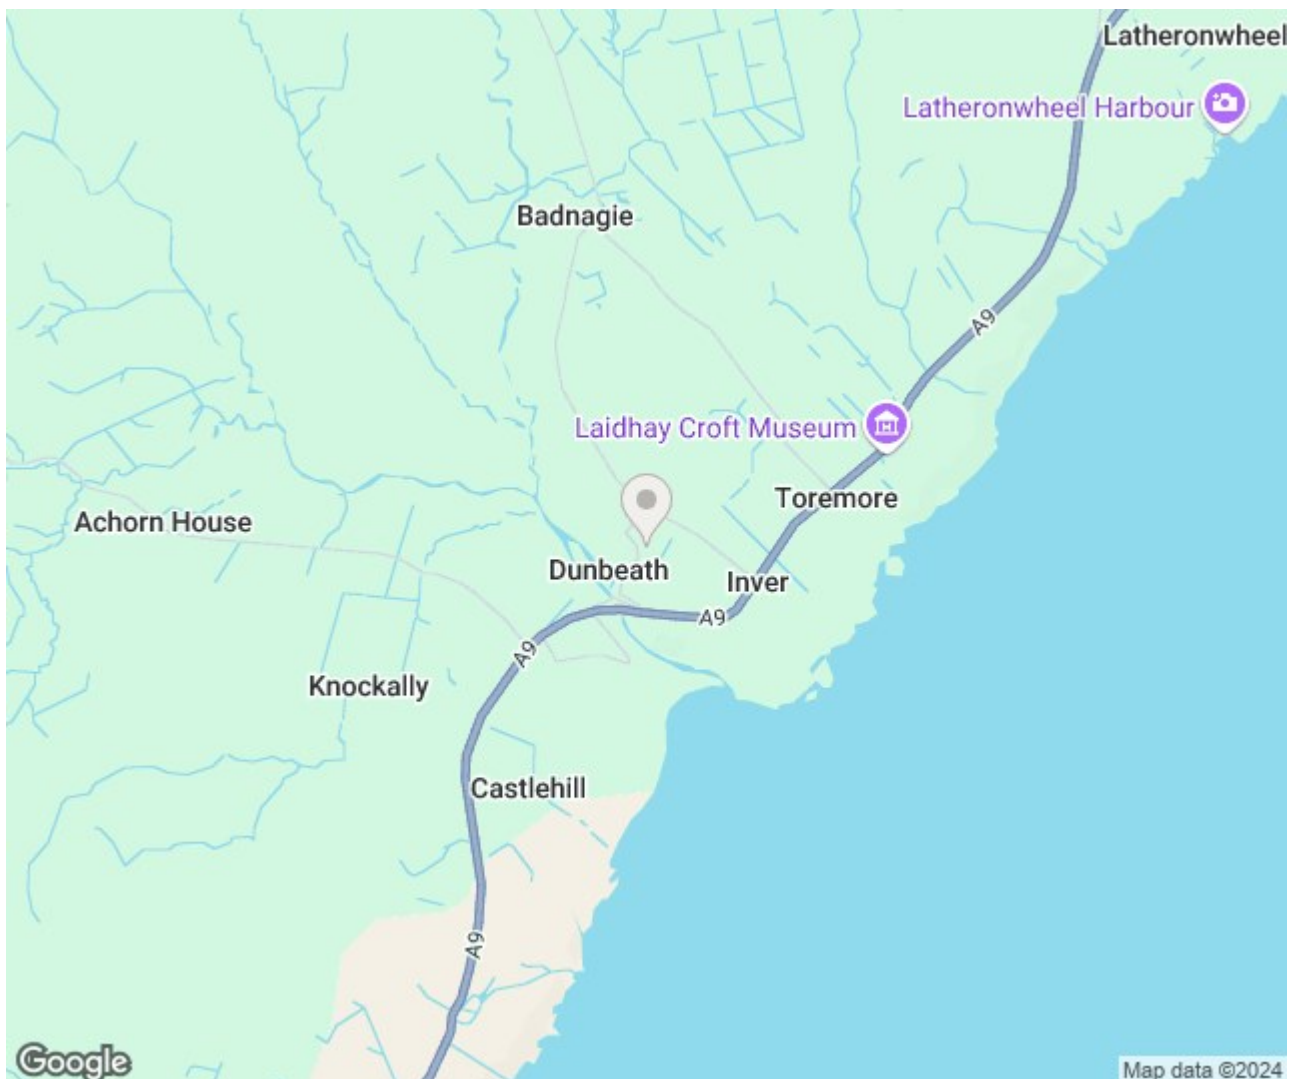 Latheronwheel
Latheronwheel Harbour
Badnagie
A9
Laidhay Croft Museum
Toremore
Achorn House
Dunbeath
Inver
A9
A9
Knockally
Castlehill
A9
Google
Map data ©2024